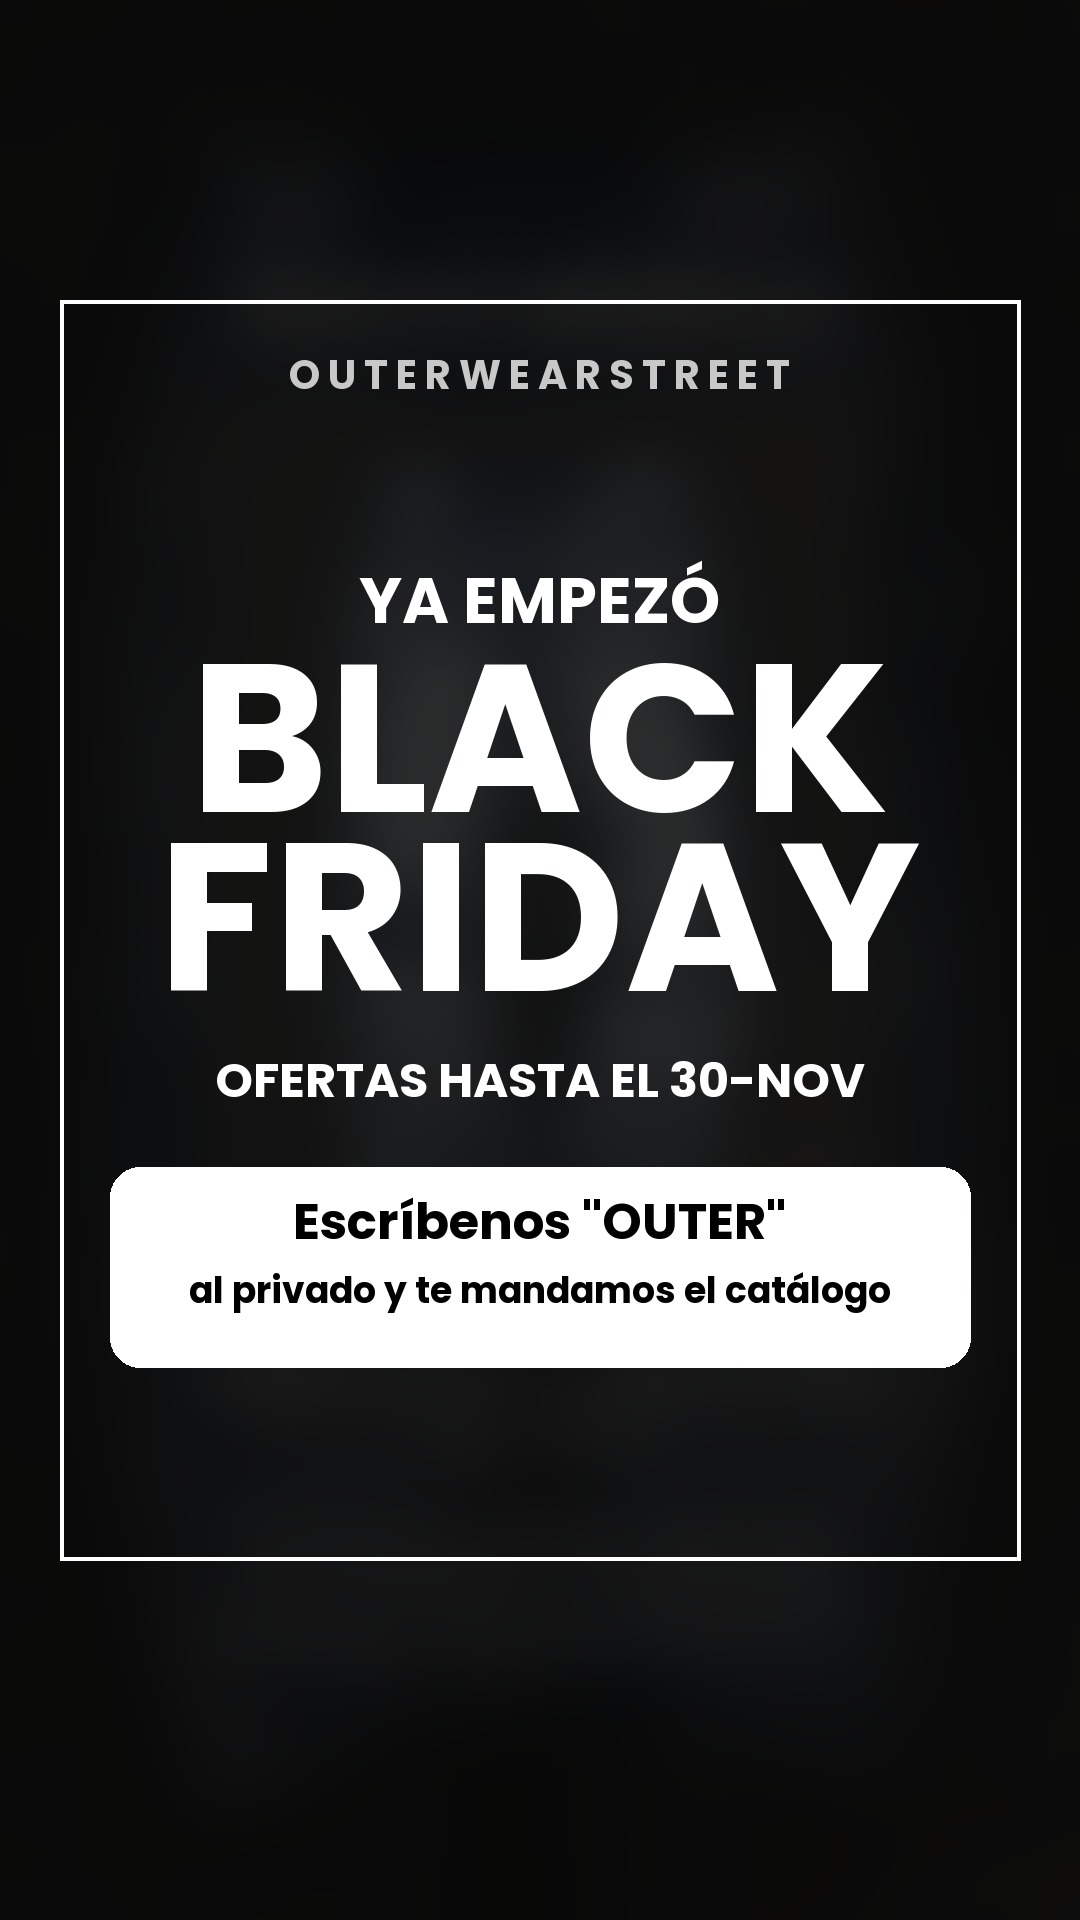 OUTERWEARSTREET
YA EMPEZÓ
BLACK
FRIDAY
OFERTAS HASTA EL 30-NOV
Escríbenos "OUTER"
al privado y te mandamos el catálogo